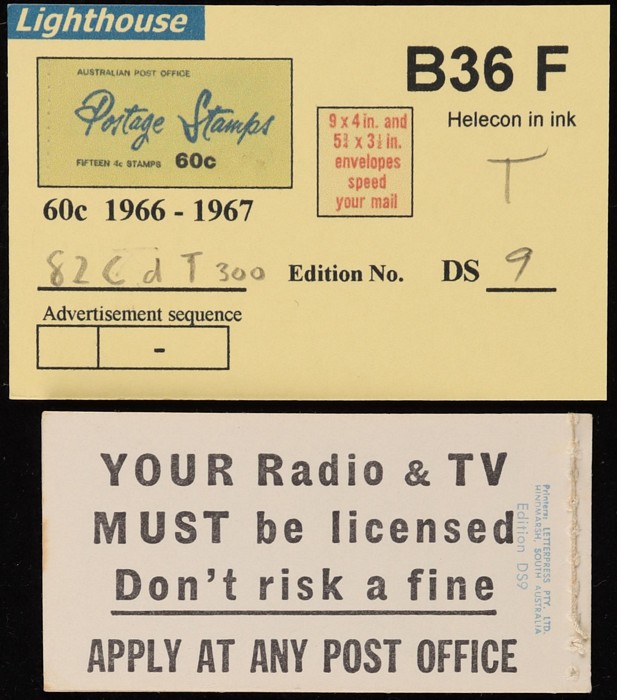 Lighthouse
AUSTRALIAN POST OFFICE
Postage Stamps
FIFTEEN 4c STAMPS 60c
B36 F
Helecon in ink
T
9 x 4 in. and
5¾ x 3½ in.
envelopes
speed
your mail
60c 1966 - 1967
82 C d T 300 Edition No. DS 9
Advertisement sequence
-
YOUR Radio & TV
MUST be licensed
Don't risk a fine
APPLY AT ANY POST OFFICE
Printers: LETTERPRESS PTY. LTD.
HINDMARSH, SOUTH AUSTRALIA
Edition DS9